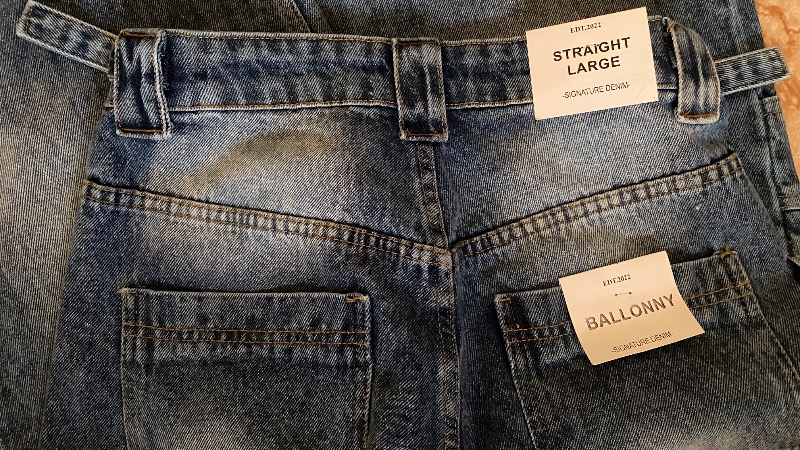 EDT.2022
STRAIGHT
LARGE
-SIGNATURE DENIM-
EDT.2022
BALLONNY
-SIGNATURE DENIM-